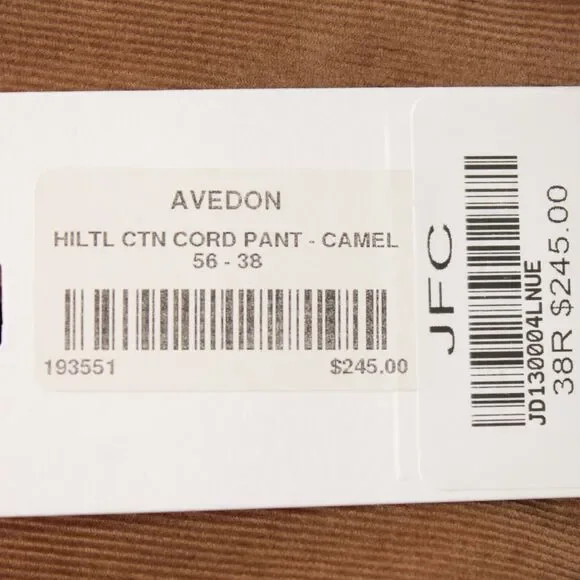 AVEDON
HILTL CTN CORD PANT - CAMEL
56 - 38
193551 $245.00
JFC
JD130004LNUE
38R $245.00